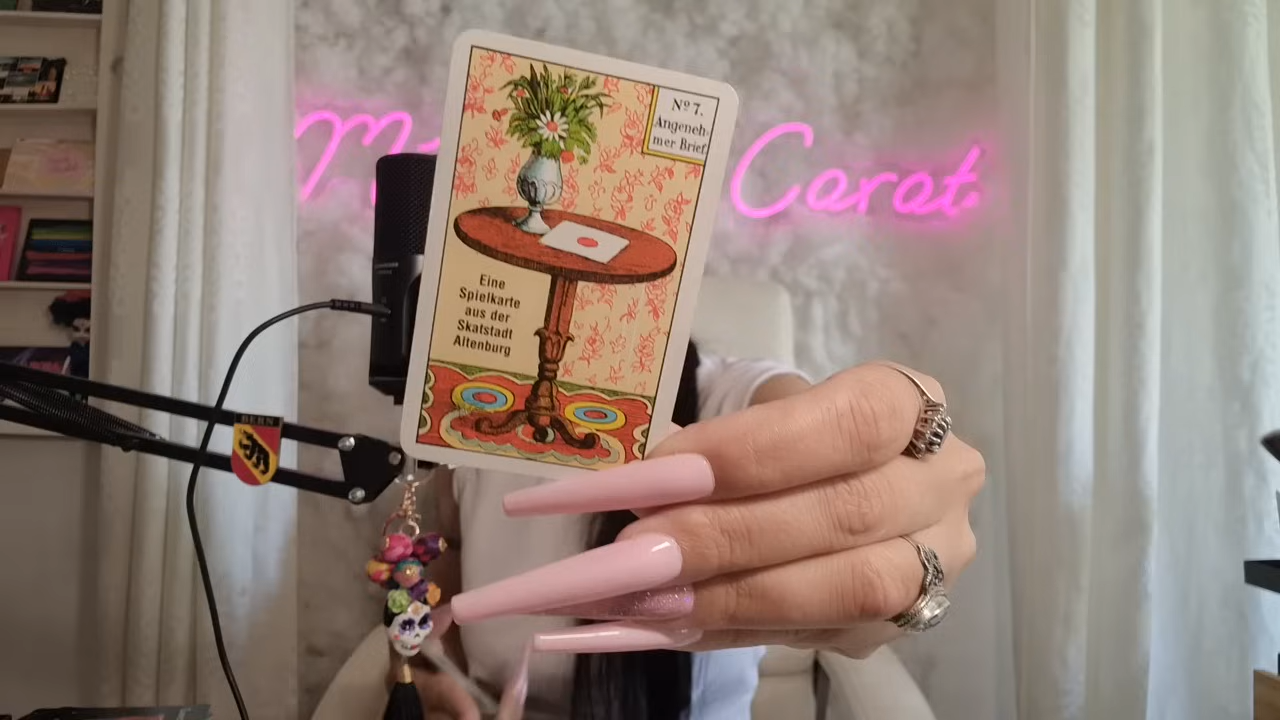 Nº 7.
Angeneh-
mer Brief
Eine
Spielkarte
aus der
Skatstadt
Altenburg
Carat.
BERN